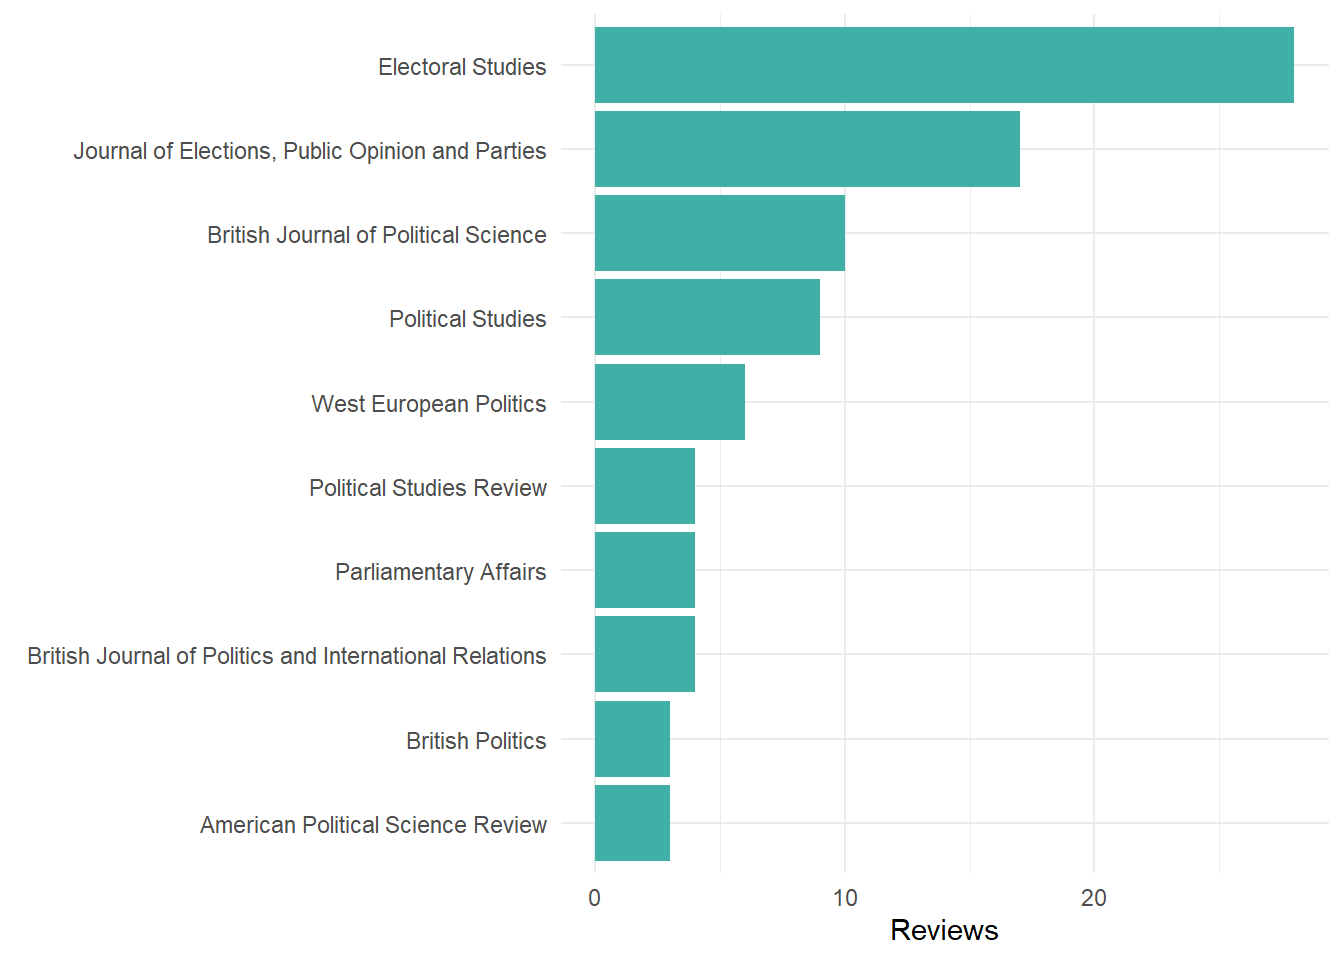 Electoral Studies
Journal of Elections, Public Opinion and Parties
British Journal of Political Science
Political Studies
West European Politics
Political Studies Review
Parliamentary Affairs
British Journal of Politics and International Relations
British Politics
American Political Science Review
0 10 20
Reviews